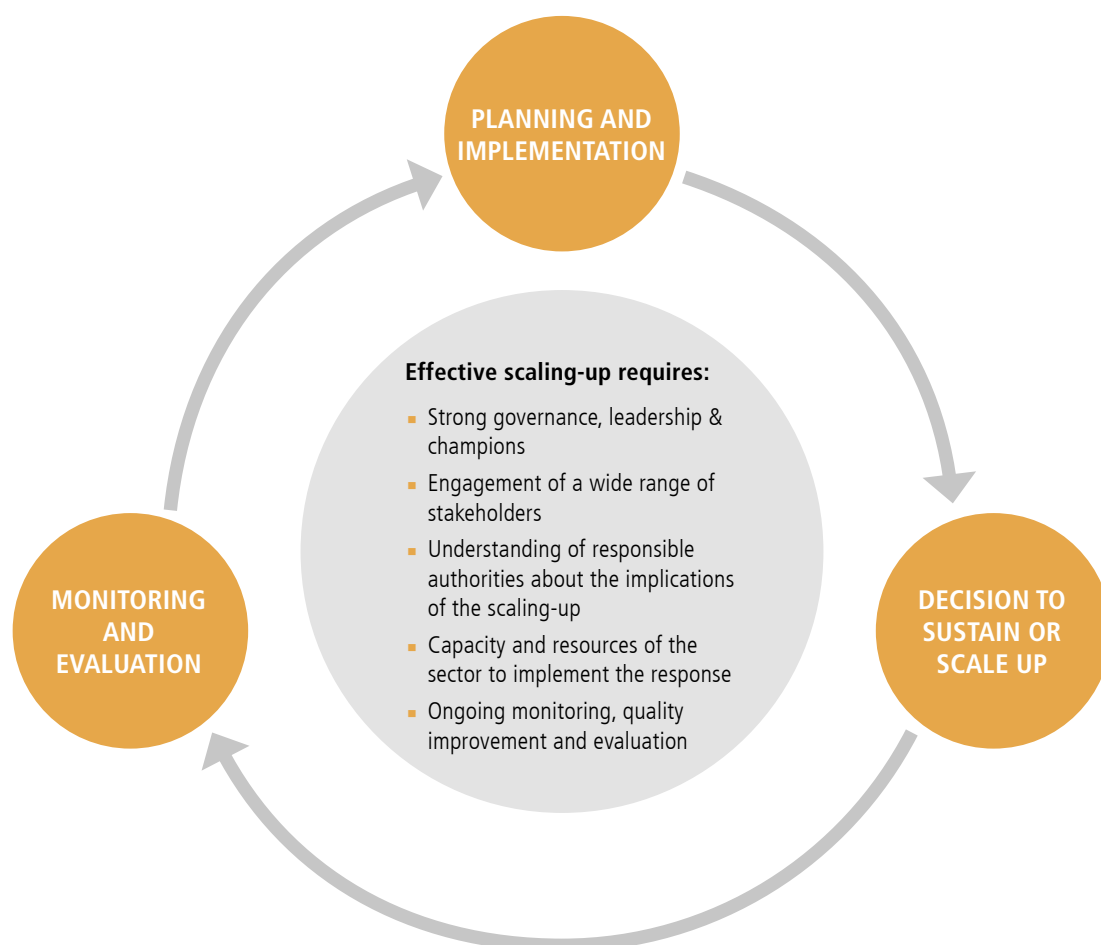 PLANNING AND
IMPLEMENTATION
Effective scaling-up requires:
▪ Strong governance, leadership &
champions
▪ Engagement of a wide range of
stakeholders
▪ Understanding of responsible
authorities about the implications
of the scaling-up
▪ Capacity and resources of the
sector to implement the response
▪ Ongoing monitoring, quality
improvement and evaluation
MONITORING
AND
EVALUATION
DECISION TO
SUSTAIN OR
SCALE UP